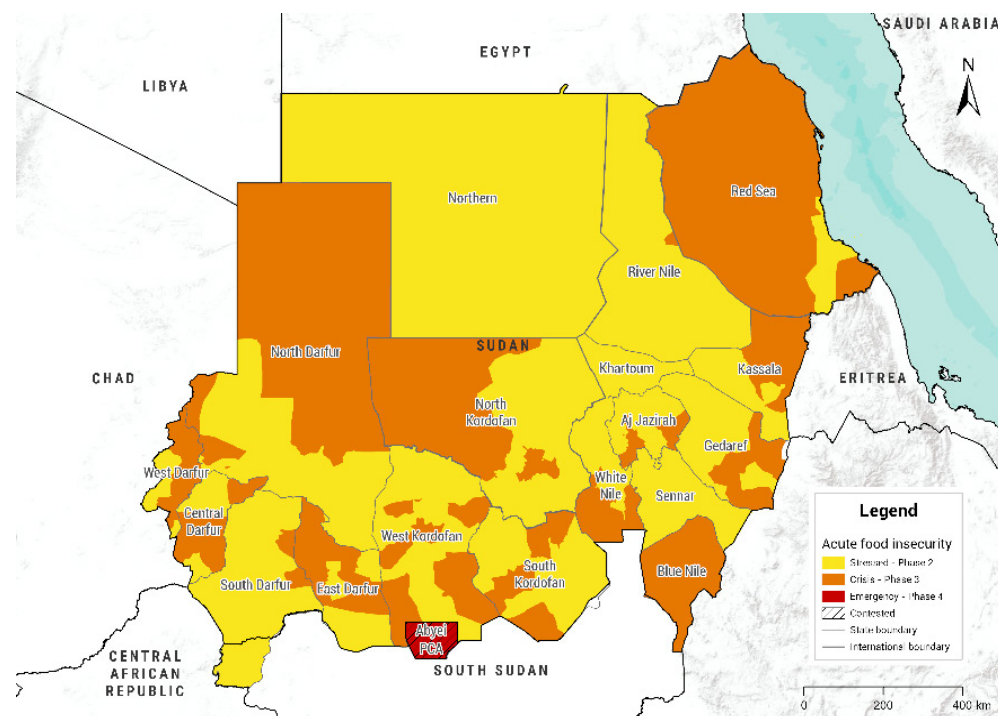 SAUDI ARABIA
EGYPT
LIBYA
N
Northern
Red Sea
River Nile
SUDAN
North Darfur
Khartoum
Kassala
CHAD
ERITREA
North
Kordofan
Aj Jazirah
Gedaref
West Darfur
White
Nile
Sennar
Central
Darfur
West Kordofan
South Darfur
East Darfur
South
Kordofan
Blue Nile
Abyei
PCA
CENTRAL
AFRICAN
REPUBLIC
SOUTH SUDAN
Legend
Acute food insecurity
Stressed - Phase 2
Crisis - Phase 3
Emergency - Phase 4
Contested
State boundary
International boundary
0 200 400 km